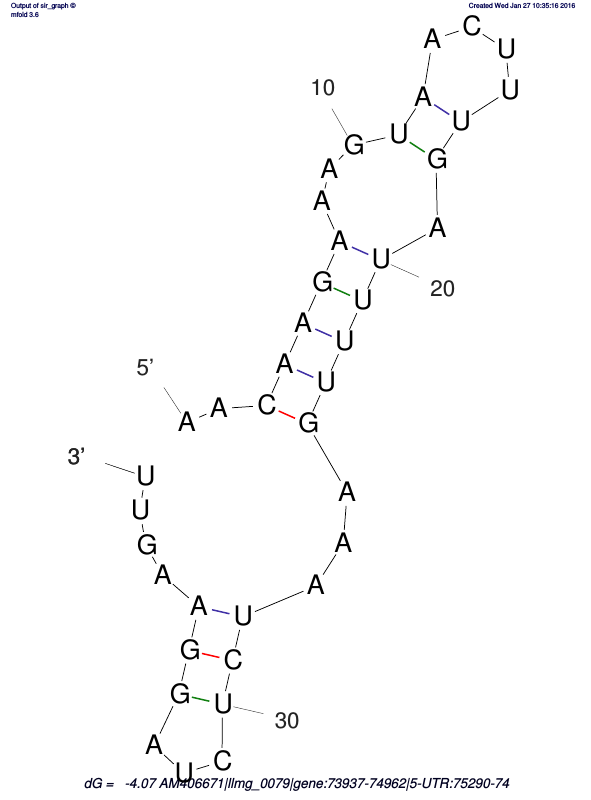 Output of sir_graph ©
mfold 3.6
Created Wed Jan 27 10:35:16 2016
C
A
U
U
10
A
U
U
G
G
A
A
A
A
U
20
G
U
A
U
5'
A
U
A
A
C
G
3'
U
A
U
G
A
A
A
A
U
G
C
G
U
30
A
U
C
dG = -4.07 AM406671|llmg_0079|gene:73937-74962|5-UTR:75290-74